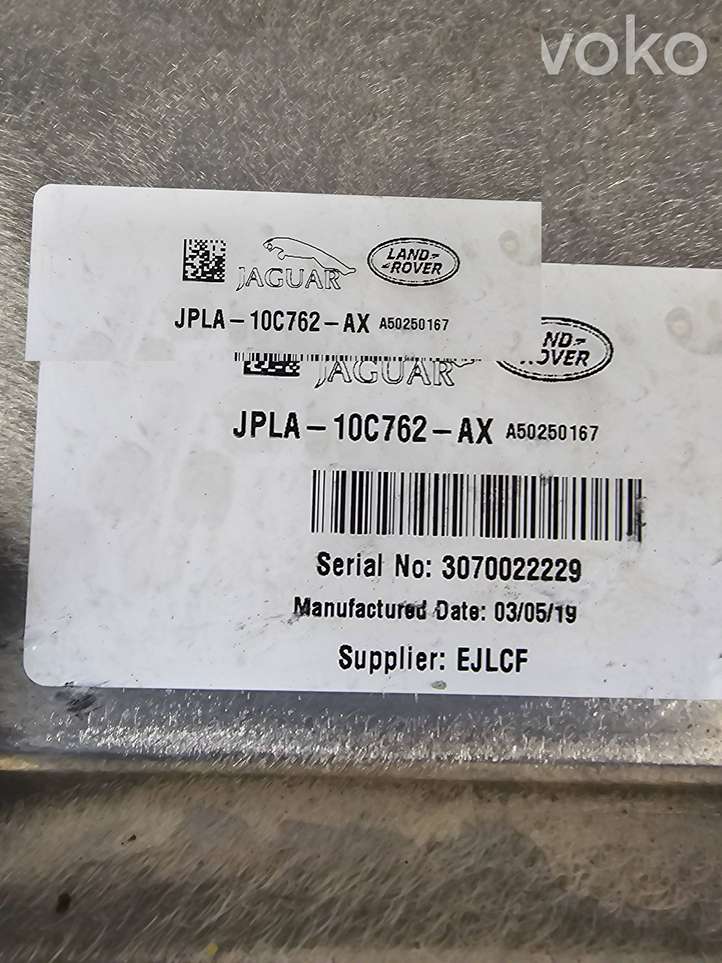 voko
JAGUAR
LAND-
-ROVER
JPLA-10C762-AX A50250167
JAGUAR
ND-
OVER
JPLA-10C762-AX A50250167
Serial No: 3070022229
Manufactured Date: 03/05/19
Supplier: EJLCF